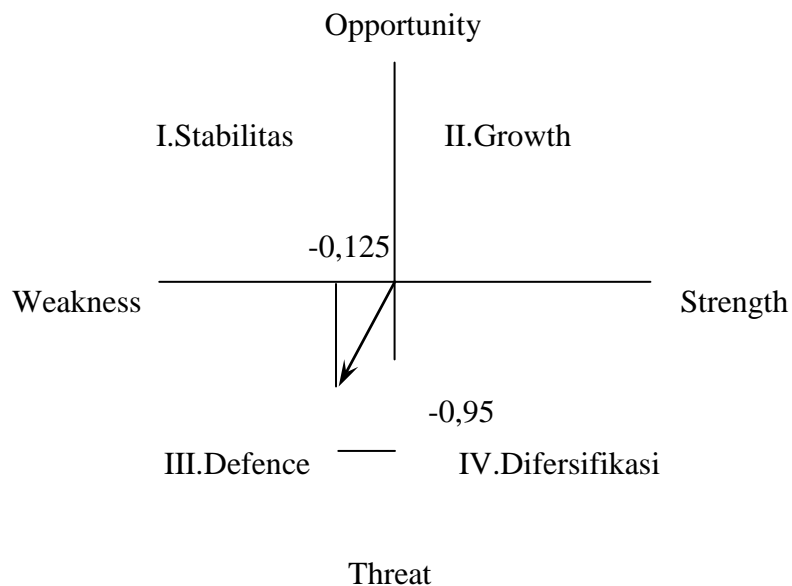 Opportunity
I.Stabilitas II.Growth
-0,125
Weakness Strength
-0,95
III.Defence IV.Difersifikasi
Threat